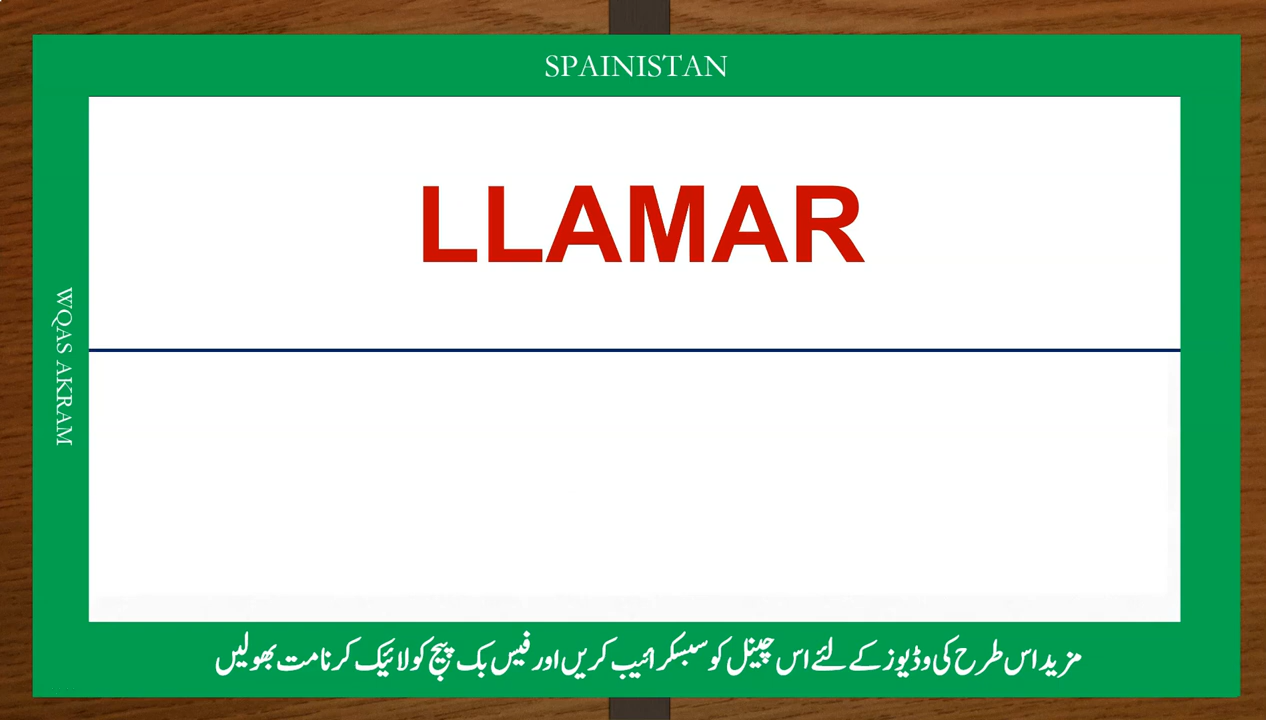 SPAINISTAN
LLAMAR
WQAS AKRAM
مزید اس طرح کی وڈیوز کے لئے اس چینل کو سبسکرائیب کریں اور فیس بک پیج کو لائیک کرنا مت بھولیں